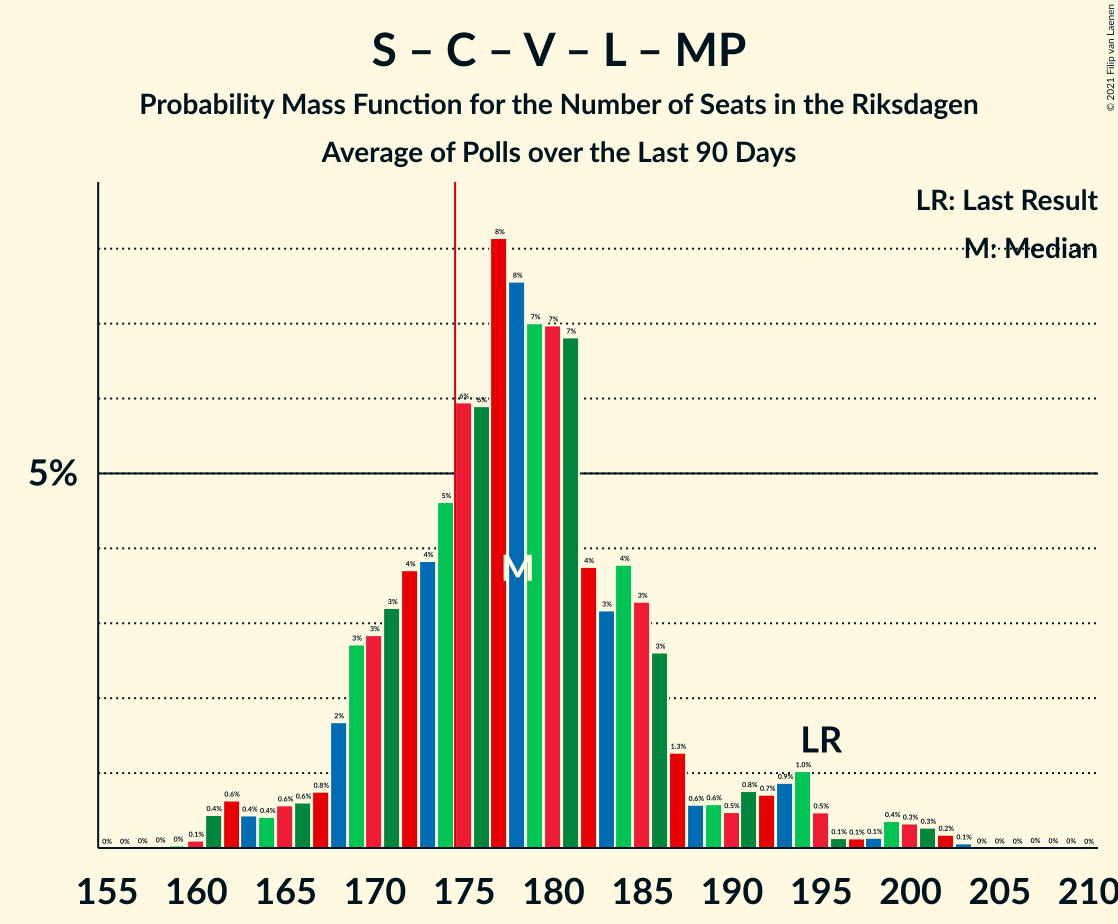 S – C – V – L – MP
Probability Mass Function for the Number of Seats in the Riksdagen
Average of Polls over the Last 90 Days
© 2021 Filip van Laenen
LR: Last Result
M: Median
5%
0% 0% 0% 0% 0% 0.1% 0.4% 0.6% 0.4% 0.4% 0.6% 0.6% 0.8% 2% 3% 3% 3% 4% 4% 5% 6% 6% 8% 8% 7% 7% 7% 4% 3% 4% 3% 3% 1.3% 0.6% 0.6% 0.5% 0.8% 0.7% 0.9% 1.0% 0.5% 0.1% 0.1% 0.1% 0.4% 0.3% 0.3% 0.2% 0.1% 0% 0% 0% 0% 0% 0% 0%
M
LR
155 160 165 170 175 180 185 190 195 200 205 210